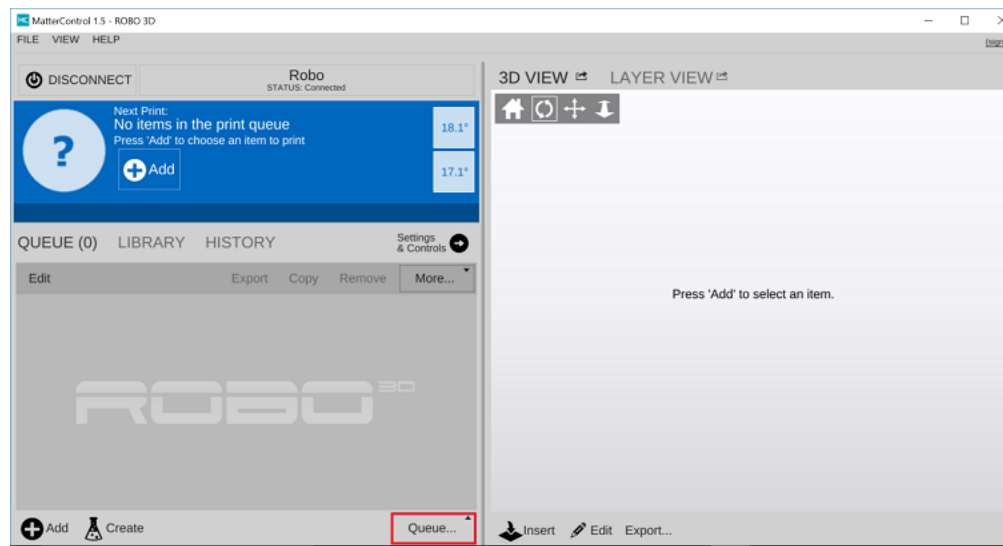 MC MatterControl 1.5 - ROBO 3D
FILE VIEW HELP
(sign
DISCONNECT
Robo
STATUS: Connected
Next Print:
No items in the print queue
Press 'Add' to choose an item to print
Add
?
18.1°
17.1°
QUEUE (0) LIBRARY HISTORY
Settings
& Controls
Edit Export Copy Remove More...
ROBO 3D
Add Create Queue...
3D VIEW LAYER VIEW
Press 'Add' to select an item.
Insert Edit Export...